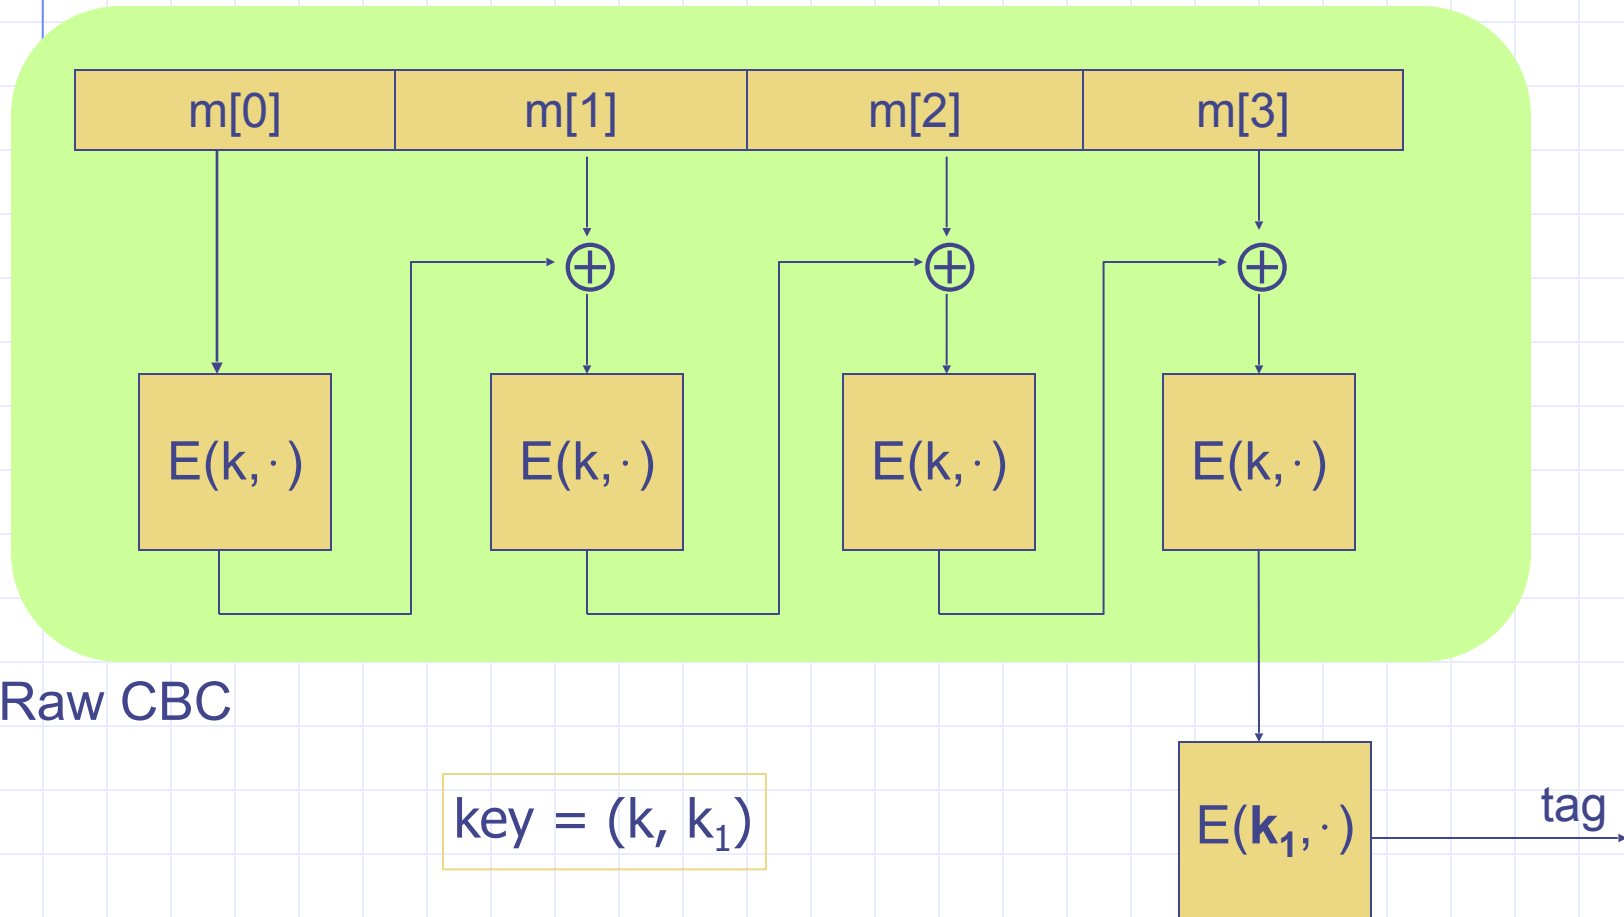 m[0] m[1] m[2] m[3]
⊕ ⊕ ⊕
E(k,·) E(k,·) E(k,·) E(k,·)
Raw CBC
key = (k, k₁)
E(k₁,·)
tag